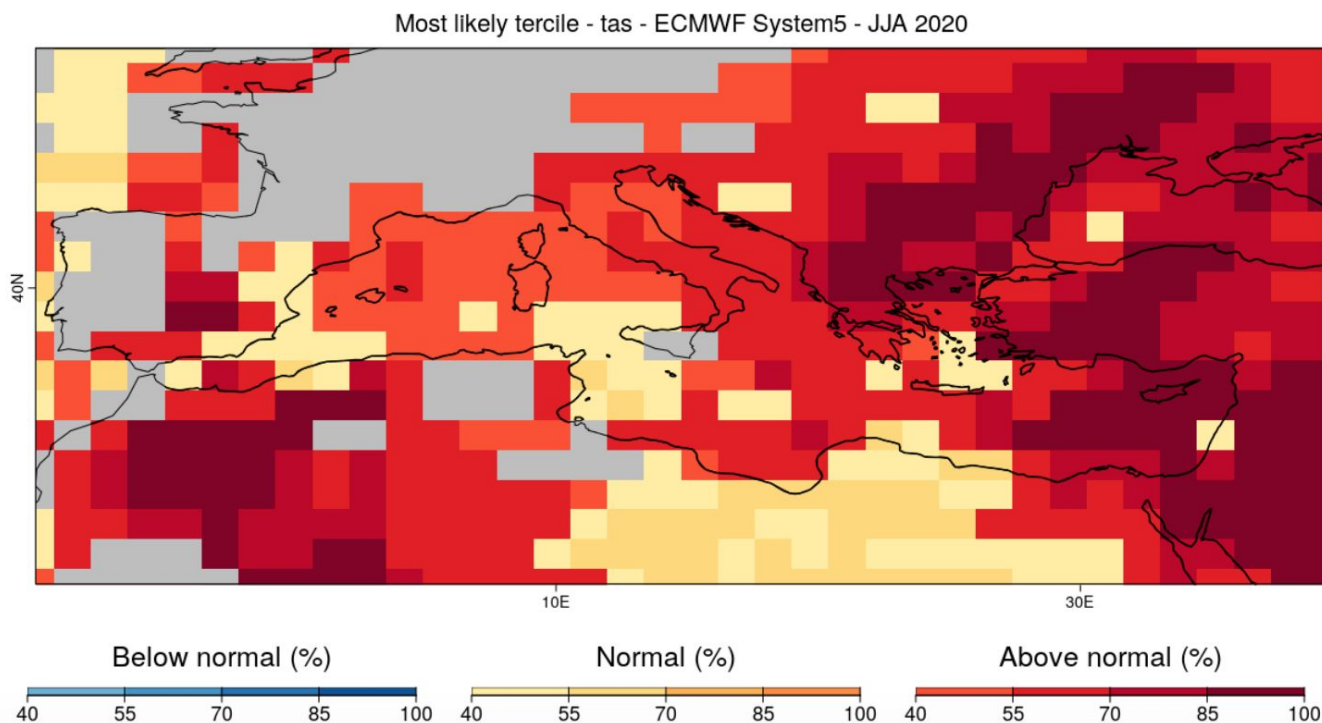 Most likely tercile - tas - ECMWF System5 - JJA 2020
40N
10E 30E
Below normal (%) Normal (%) Above normal (%)
40 55 70 85 100 40 55 70 85 100 40 55 70 85 100